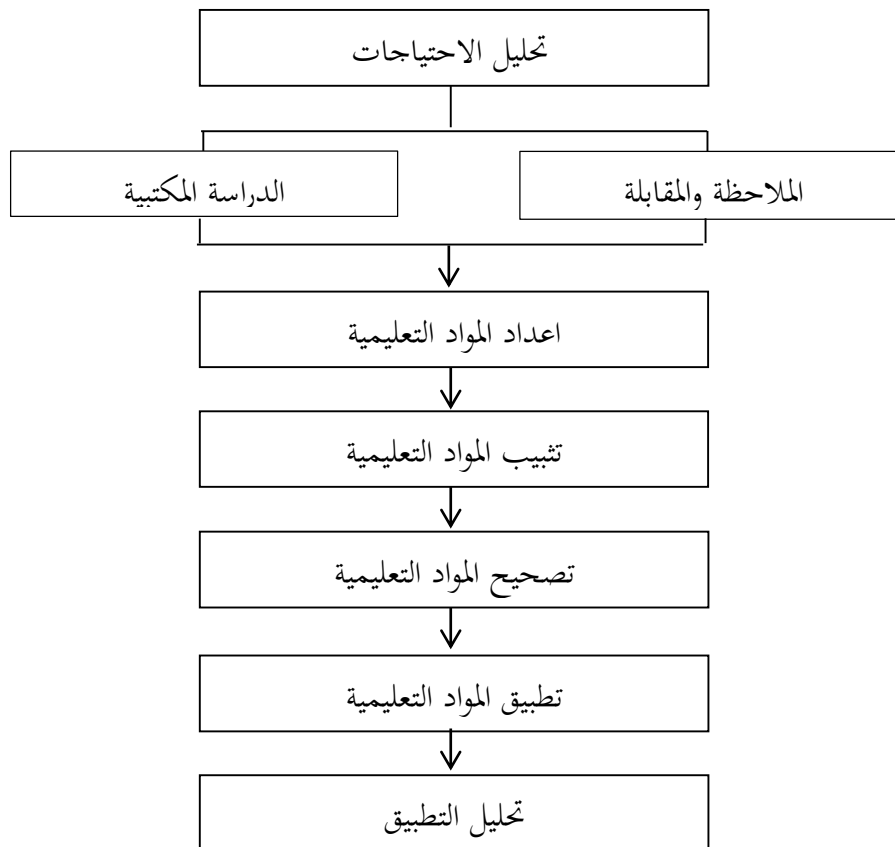 تحليل الاحتياجات
الملاحظة والمقابلة
الدراسة المكتبية
اعداد المواد التعليمية
تثبيب المواد التعليمية
تصحيح المواد التعليمية
تطبيق المواد التعليمية
تحليل التطبيق